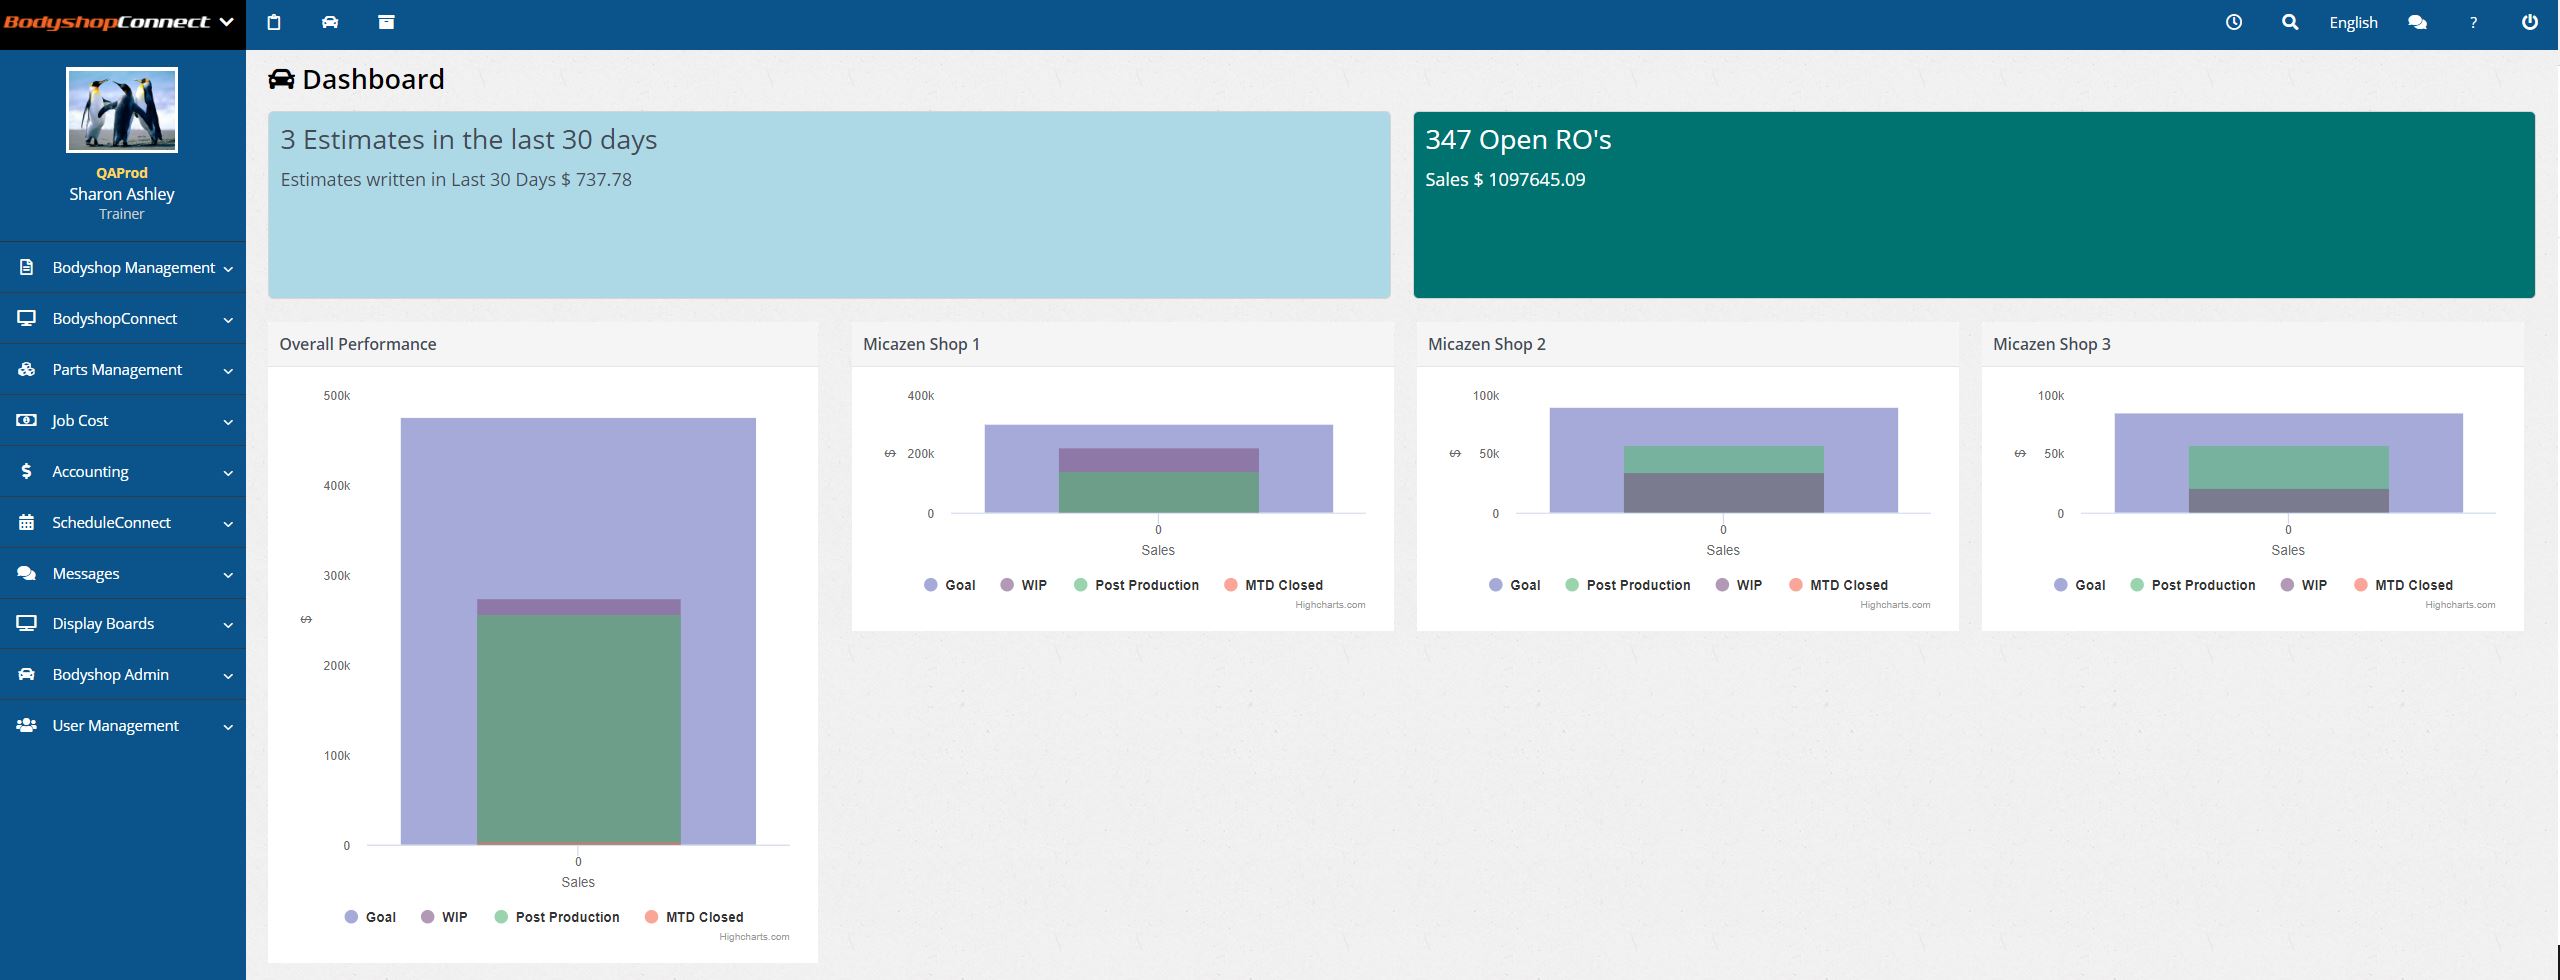 BodyshopConnect
English
?
QAProd
Sharon Ashley
Trainer
Bodyshop Management
BodyshopConnect
Parts Management
Job Cost
Accounting
ScheduleConnect
Messages
Display Boards
Bodyshop Admin
User Management
Dashboard
3 Estimates in the last 30 days
Estimates written in Last 30 Days $ 737.78
347 Open RO's
Sales $ 1097645.09
Overall Performance
500k
400k
300k
$
200k
100k
0
0
Sales
Goal WIP Post Production MTD Closed
Highcharts.com
Micazen Shop 1
400k
$ 200k
0
0
Sales
Goal WIP Post Production MTD Closed
Highcharts.com
Micazen Shop 2
100k
$ 50k
0
0
Sales
Goal Post Production WIP MTD Closed
Highcharts.com
Micazen Shop 3
100k
$ 50k
0
0
Sales
Goal Post Production WIP MTD Closed
Highcharts.com